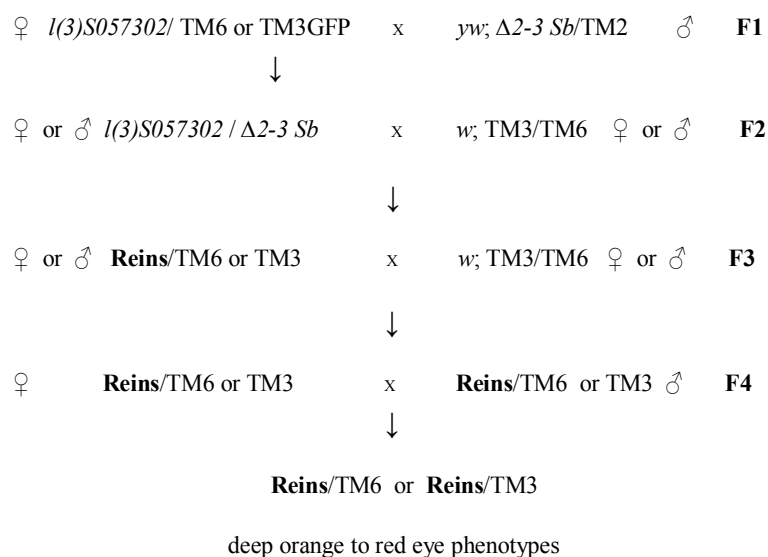 ♀ l(3)S057302/ TM6 or TM3GFP x yw; Δ2-3 Sb/TM2 ♂ F1
↓
♀ or ♂ l(3)S057302 / Δ2-3 Sb x w; TM3/TM6 ♀ or ♂ F2
↓
♀ or ♂ Reins/TM6 or TM3 x w; TM3/TM6 ♀ or ♂ F3
↓
♀ Reins/TM6 or TM3 x Reins/TM6 or TM3 ♂ F4
↓
Reins/TM6 or Reins/TM3
deep orange to red eye phenotypes